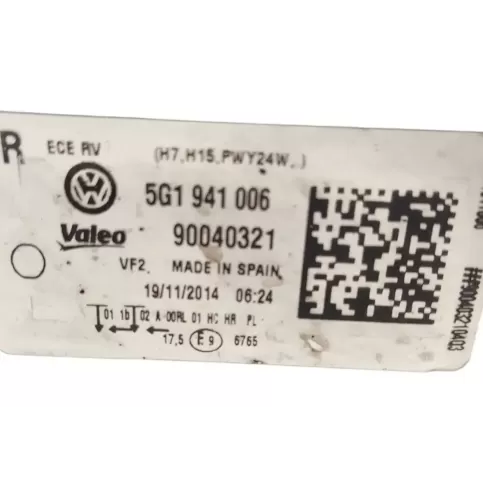 R ECE RV (H7,H15,PWY24W,,)
5G1 941 006
Valeo 90040321
VF2 MADE IN SPAIN
19/11/2014 06:24
01 1b 02 A 00RL 01 HC HR PL
17,5 E9 6765